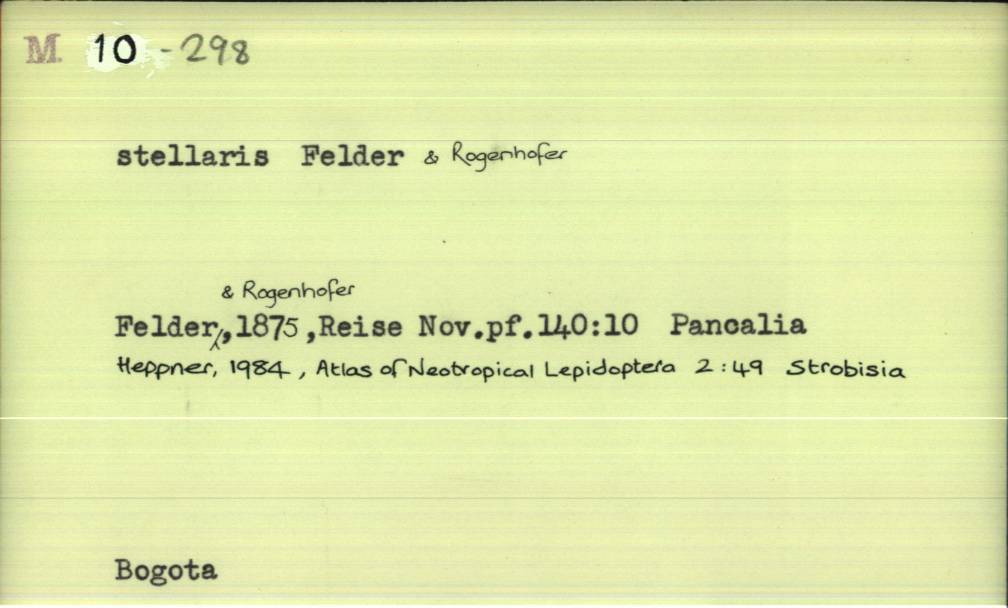 M. 10 - 298
stellaris Felder & Rogenhofer
& Rogenhofer
Felder,1875,Reise Nov.pf.140:10 Pancalia
Heppner, 1984, Atlas of Neotropical Lepidoptera 2:49 Strobisia
Bogota